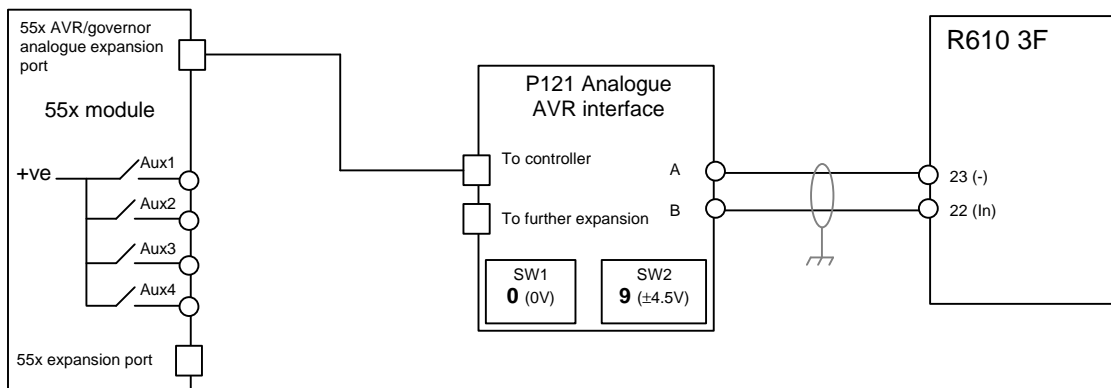 55x AVR/governor
analogue expansion
port
55x module
+ve
Aux1
Aux2
Aux3
Aux4
55x expansion port
P121 Analogue
AVR interface
To controller
A
To further expansion
B
SW1
0 (0V)
SW2
9 (±4.5V)
R610 3F
23 (-)
22 (In)